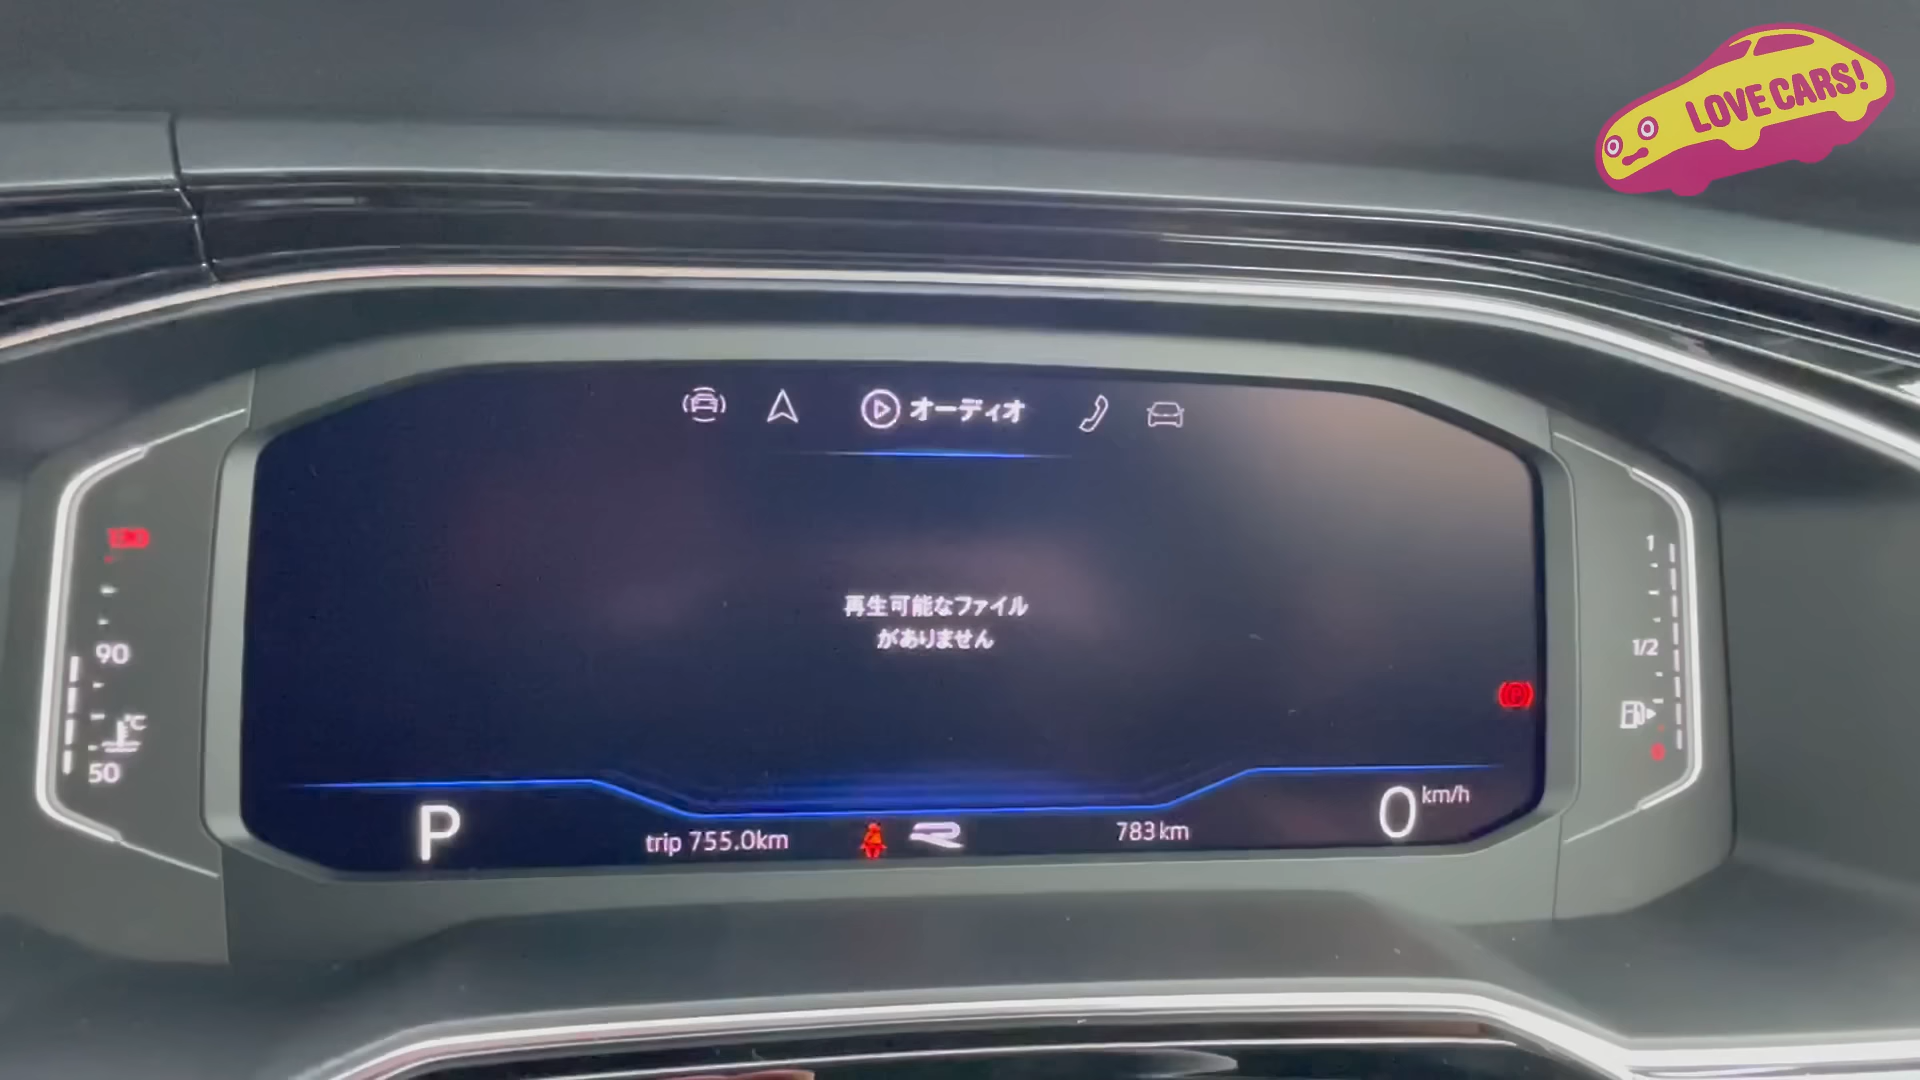 LOVE CARS!
オーディオ
再生可能なファイル
がありません
90
°C
50
1
1/2
P
trip 755.0km
783 km
0 km/h